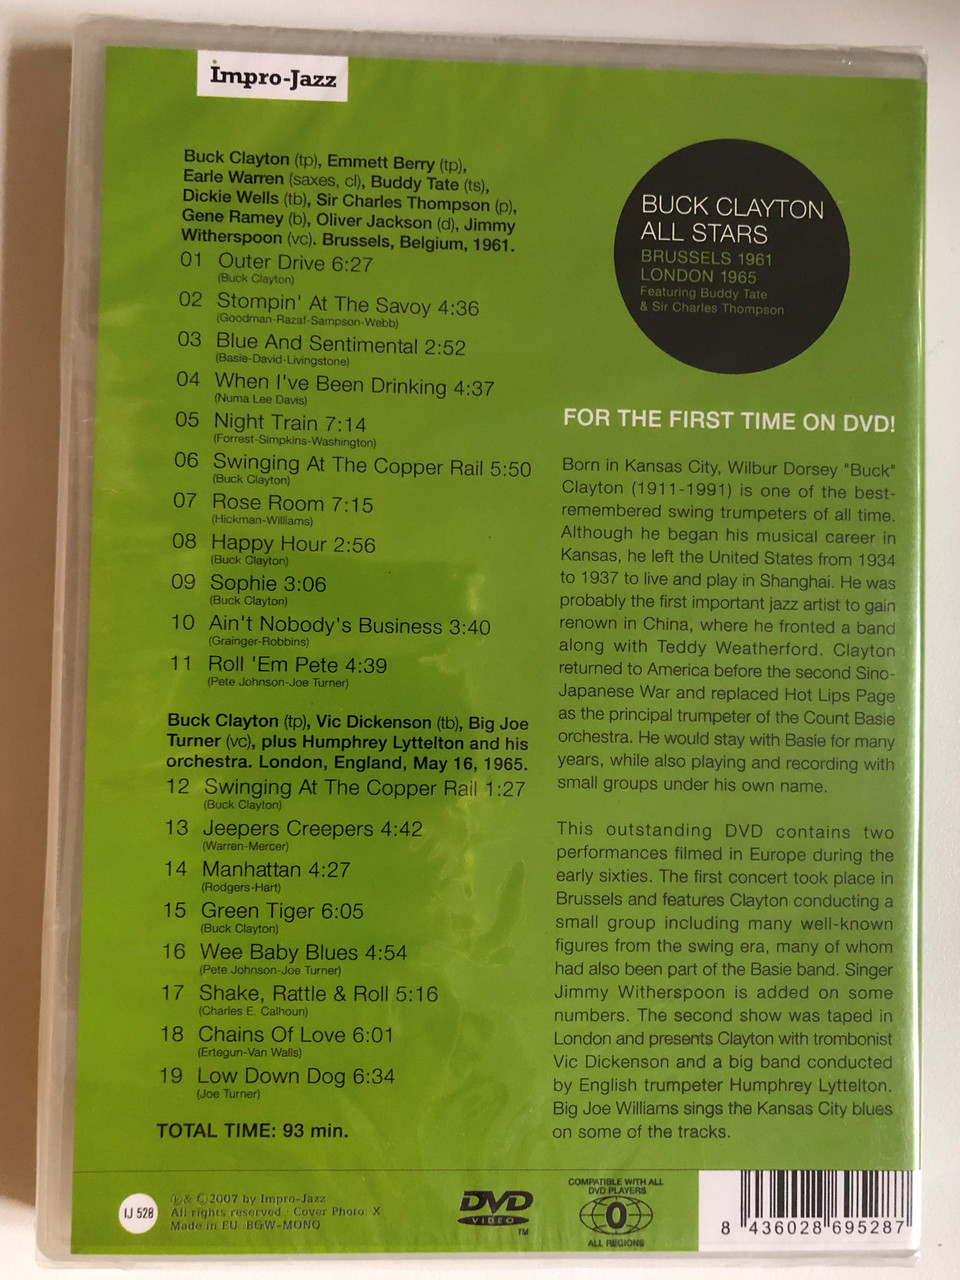 Impro-Jazz
Buck Clayton (tp), Emmett Berry (tp),
Earle Warren (saxes, cl), Buddy Tate (ts),
Dickie Wells (tb), Sir Charles Thompson (p),
Gene Ramey (b), Oliver Jackson (d), Jimmy
Witherspoon (vc). Brussels, Belgium, 1961.
01 Outer Drive 6:27
(Buck Clayton)
02 Stompin' At The Savoy 4:36
(Goodman-Razaf-Sampson-Webb)
03 Blue And Sentimental 2:52
(Basie-David-Livingstone)
04 When I've Been Drinking 4:37
(Numa Lee Davis)
05 Night Train 7:14
(Forrest-Simpkins-Washington)
06 Swinging At The Copper Rail 5:50
(Buck Clayton)
07 Rose Room 7:15
(Hickman-Williams)
08 Happy Hour 2:56
(Buck Clayton)
09 Sophie 3:06
(Buck Clayton)
10 Ain't Nobody's Business 3:40
(Grainger-Robbins)
11 Roll 'Em Pete 4:39
(Pete Johnson-Joe Turner)
Buck Clayton (tp), Vic Dickenson (tb), Big Joe
Turner (vc), plus Humphrey Lyttelton and his
orchestra. London, England, May 16, 1965.
12 Swinging At The Copper Rail 1:27
(Buck Clayton)
13 Jeepers Creepers 4:42
(Warren-Mercer)
14 Manhattan 4:27
(Rodgers-Hart)
15 Green Tiger 6:05
(Buck Clayton)
16 Wee Baby Blues 4:54
(Pete Johnson-Joe Turner)
17 Shake, Rattle & Roll 5:16
(Charles E. Calhoun)
18 Chains Of Love 6:01
(Ertegun-Van Walls)
19 Low Down Dog 6:34
(Joe Turner)
TOTAL TIME: 93 min.
BUCK CLAYTON
ALL STARS
BRUSSELS 1961
LONDON 1965
Featuring Buddy Tate
& Sir Charles Thompson
FOR THE FIRST TIME ON DVD!
Born in Kansas City, Wilbur Dorsey "Buck"
Clayton (1911-1991) is one of the best-
remembered swing trumpeters of all time.
Although he began his musical career in
Kansas, he left the United States from 1934
to 1937 to live and play in Shanghai. He was
probably the first important jazz artist to gain
renown in China, where he fronted a band
along with Teddy Weatherford. Clayton
returned to America before the second Sino-
Japanese War and replaced Hot Lips Page
as the principal trumpeter of the Count Basie
orchestra. He would stay with Basie for many
years, while also playing and recording with
small groups under his own name.
This outstanding DVD contains two
performances filmed in Europe during the
early sixties. The first concert took place in
Brussels and features Clayton conducting a
small group including many well-known
figures from the swing era, many of whom
had also been part of the Basie band. Singer
Jimmy Witherspoon is added on some
numbers. The second show was taped in
London and presents Clayton with trombonist
Vic Dickenson and a big band conducted
by English trumpeter Humphrey Lyttelton.
Big Joe Williams sings the Kansas City blues
on some of the tracks.
IJ 528
℗& ©2007 by Impro-Jazz
All rights reserved · Cover Photo: X
Made in EU B&W-MONO
DVD
VIDEO
TM
COMPATIBLE WITH ALL
DVD PLAYERS
0
ALL REGIONS
8 436028 695287